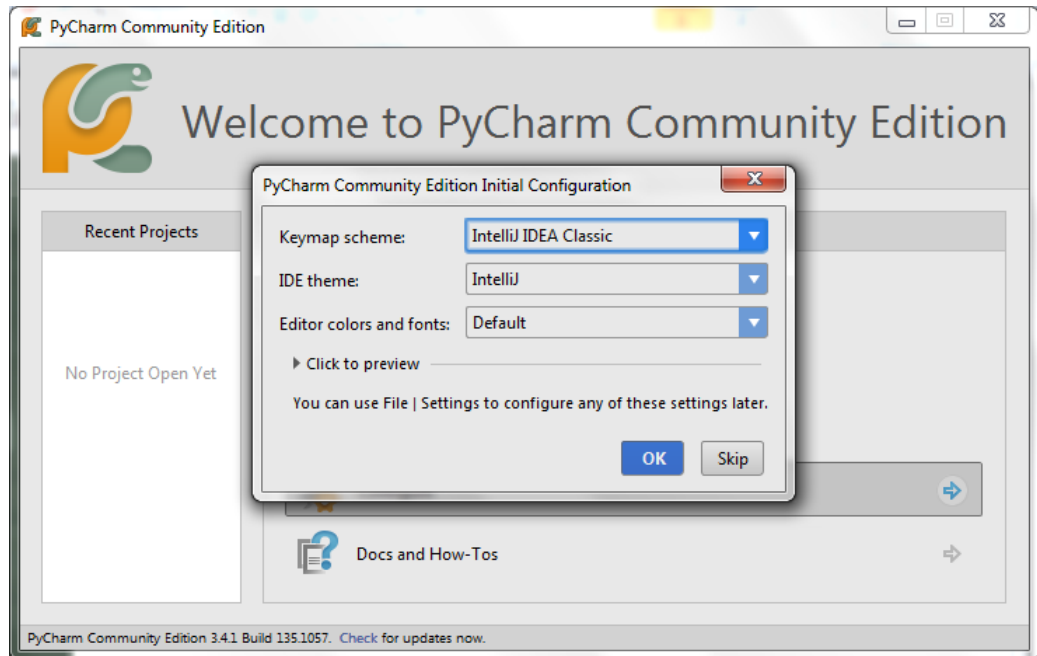 PyCharm Community Edition
Welcome to PyCharm Community Edition
PyCharm Community Edition Initial Configuration
Recent Projects
No Project Open Yet
Keymap scheme: IntelliJ IDEA Classic
IDE theme: IntelliJ
Editor colors and fonts: Default
Click to preview
You can use File | Settings to configure any of these settings later.
OK Skip
Docs and How-Tos
PyCharm Community Edition 3.4.1 Build 135.1057. Check for updates now.